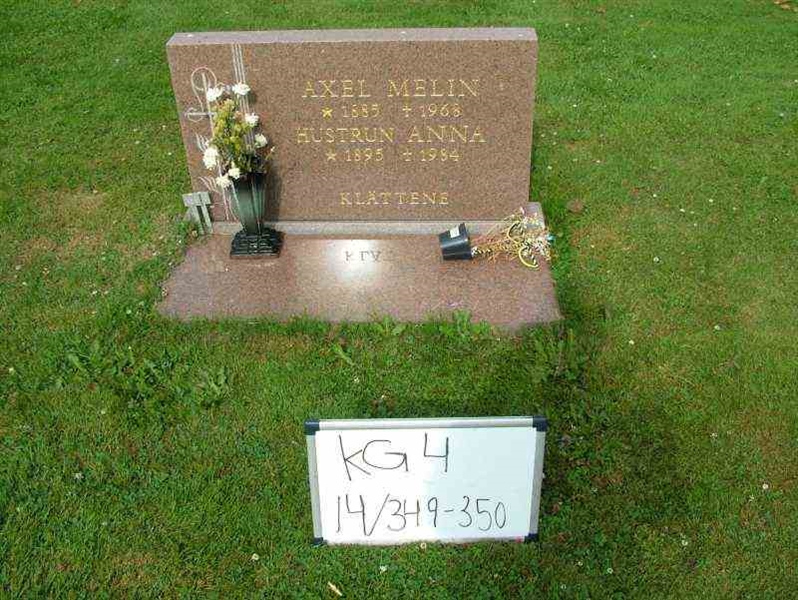 AXEL MELIN
* 1885 ✝ 1968
HUSTRUN ANNA
* 1895 ✝ 1984
KLÄTTENE
KG 4
14/349-350